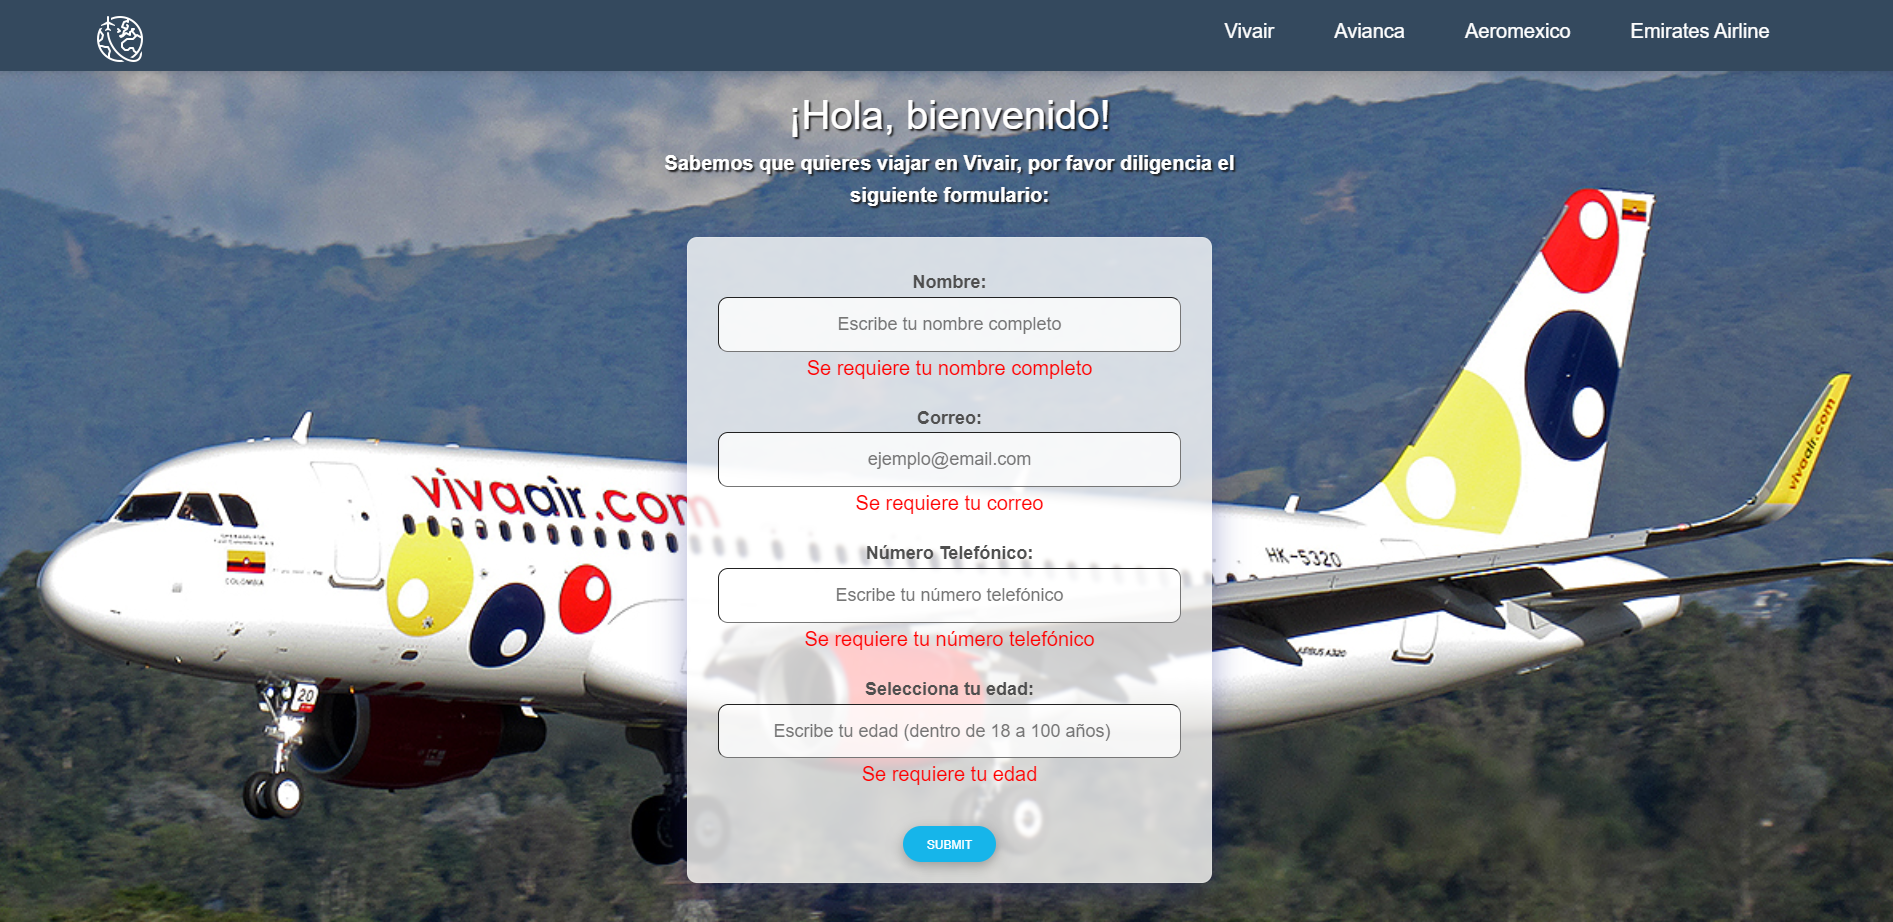 Vivair
Avianca
Aeromexico
Emirates Airline
¡Hola, bienvenido!
Sabemos que quieres viajar en Vivair, por favor diligencia el
siguiente formulario:
Nombre:
Escribe tu nombre completo
Se requiere tu nombre completo
Correo:
ejemplo@email.com
Se requiere tu correo
Número Telefónico:
Escribe tu número telefónico
Se requiere tu número telefónico
Selecciona tu edad:
Escribe tu edad (dentro de 18 a 100 años)
Se requiere tu edad
SUBMIT
vivaair.com
COLOMBIA
20
HK-5320
AIRBUS A320
vivaair.com